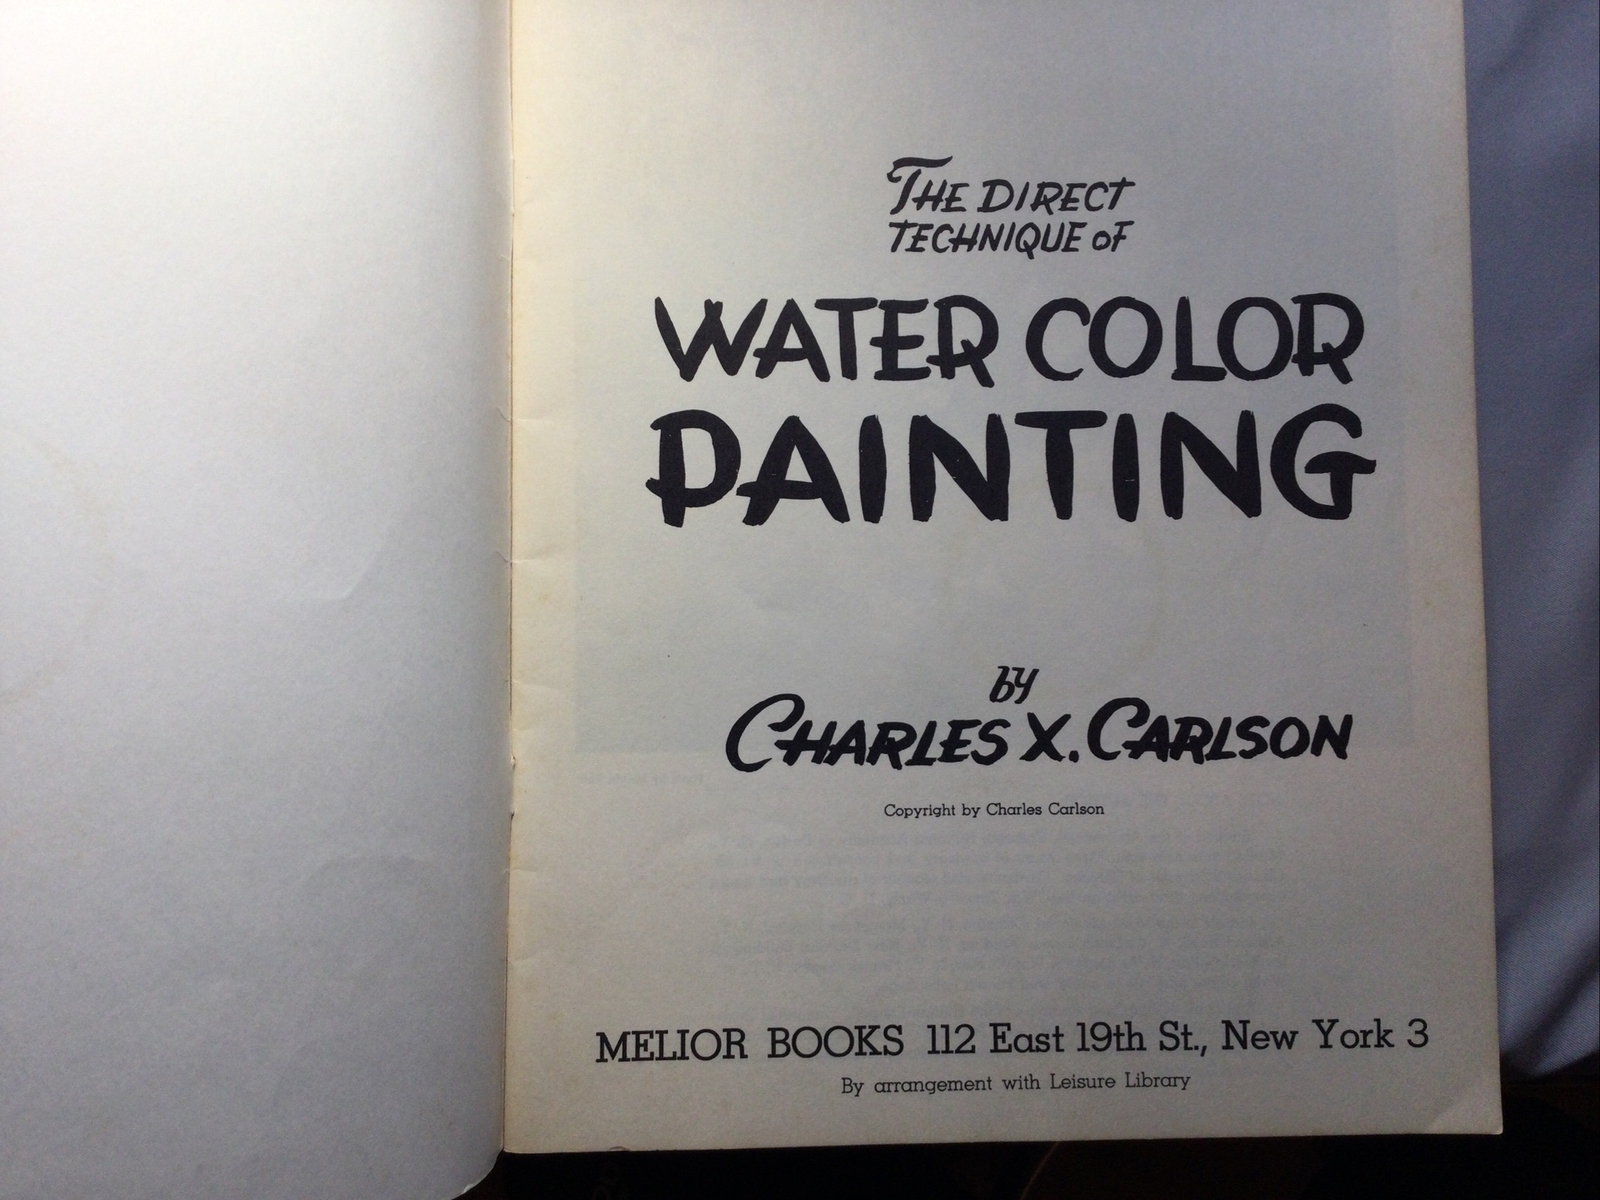 THE DIRECT
TECHNIQUE OF
WATER COLOR
PAINTING
by
CHARLES X. CARLSON
Copyright by Charles Carlson
MELIOR BOOKS 112 East 19th St., New York 3
By arrangement with Leisure Library